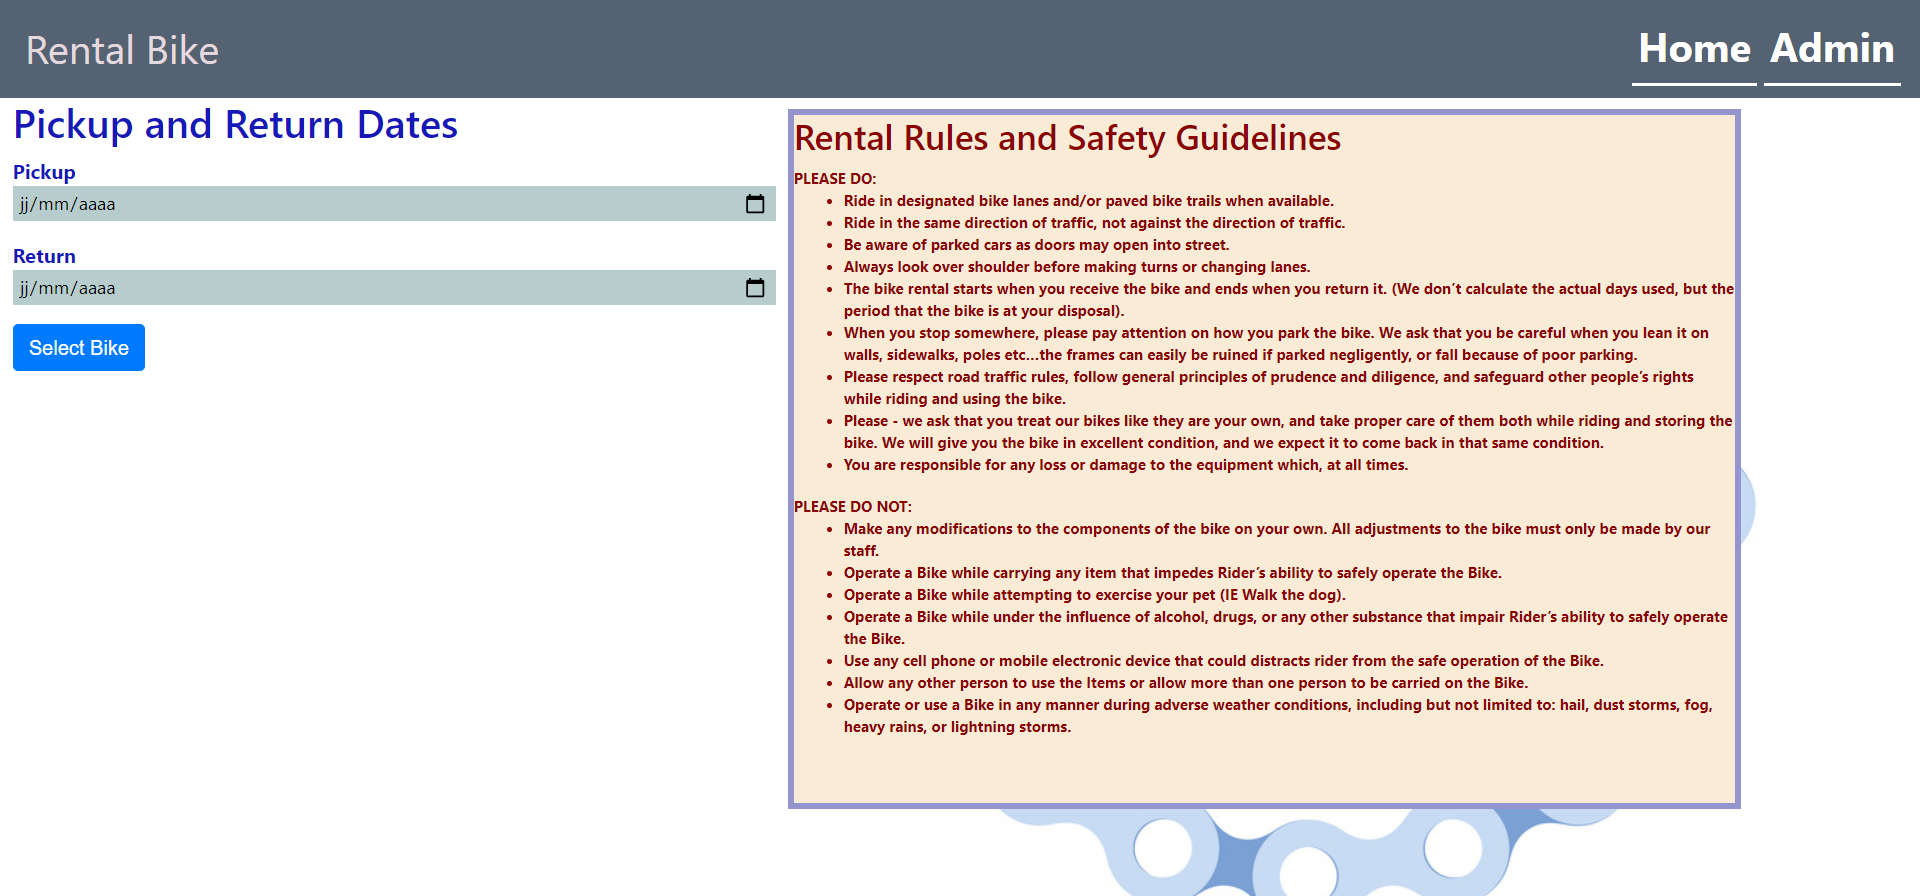 Rental Bike
Home Admin
Pickup and Return Dates
Pickup
jj/mm/aaaa
Return
jj/mm/aaaa
Select Bike
Rental Rules and Safety Guidelines
PLEASE DO:
• Ride in designated bike lanes and/or paved bike trails when available.
• Ride in the same direction of traffic, not against the direction of traffic.
• Be aware of parked cars as doors may open into street.
• Always look over shoulder before making turns or changing lanes.
• The bike rental starts when you receive the bike and ends when you return it. (We don’t calculate the actual days used, but the
period that the bike is at your disposal).
• When you stop somewhere, please pay attention on how you park the bike. We ask that you be careful when you lean it on
walls, sidewalks, poles etc...the frames can easily be ruined if parked negligently, or fall because of poor parking.
• Please respect road traffic rules, follow general principles of prudence and diligence, and safeguard other people’s rights
while riding and using the bike.
• Please - we ask that you treat our bikes like they are your own, and take proper care of them both while riding and storing the
bike. We will give you the bike in excellent condition, and we expect it to come back in that same condition.
• You are responsible for any loss or damage to the equipment which, at all times.
PLEASE DO NOT:
• Make any modifications to the components of the bike on your own. All adjustments to the bike must only be made by our
staff.
• Operate a Bike while carrying any item that impedes Rider’s ability to safely operate the Bike.
• Operate a Bike while attempting to exercise your pet (IE Walk the dog).
• Operate a Bike while under the influence of alcohol, drugs, or any other substance that impair Rider’s ability to safely operate
the Bike.
• Use any cell phone or mobile electronic device that could distracts rider from the safe operation of the Bike.
• Allow any other person to use the Items or allow more than one person to be carried on the Bike.
• Operate or use a Bike in any manner during adverse weather conditions, including but not limited to: hail, dust storms, fog,
heavy rains, or lightning storms.